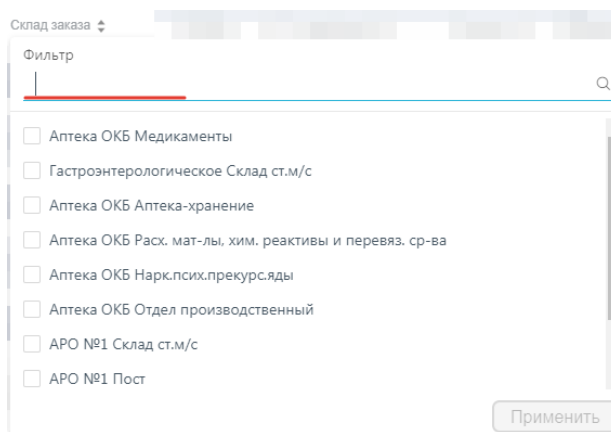 Склад заказа
Фильтр
Аптека ОКБ Медикаменты
Гастроэнтерологическое Склад ст.м/с
Аптека ОКБ Аптека-хранение
Аптека ОКБ Расх. мат-лы, хим. реактивы и перевяз. ср-ва
Аптека ОКБ Нарк.псих.прекурс.яды
Аптека ОКБ Отдел производственный
АРО №1 Склад ст.м/с
АРО №1 Пост
Применить